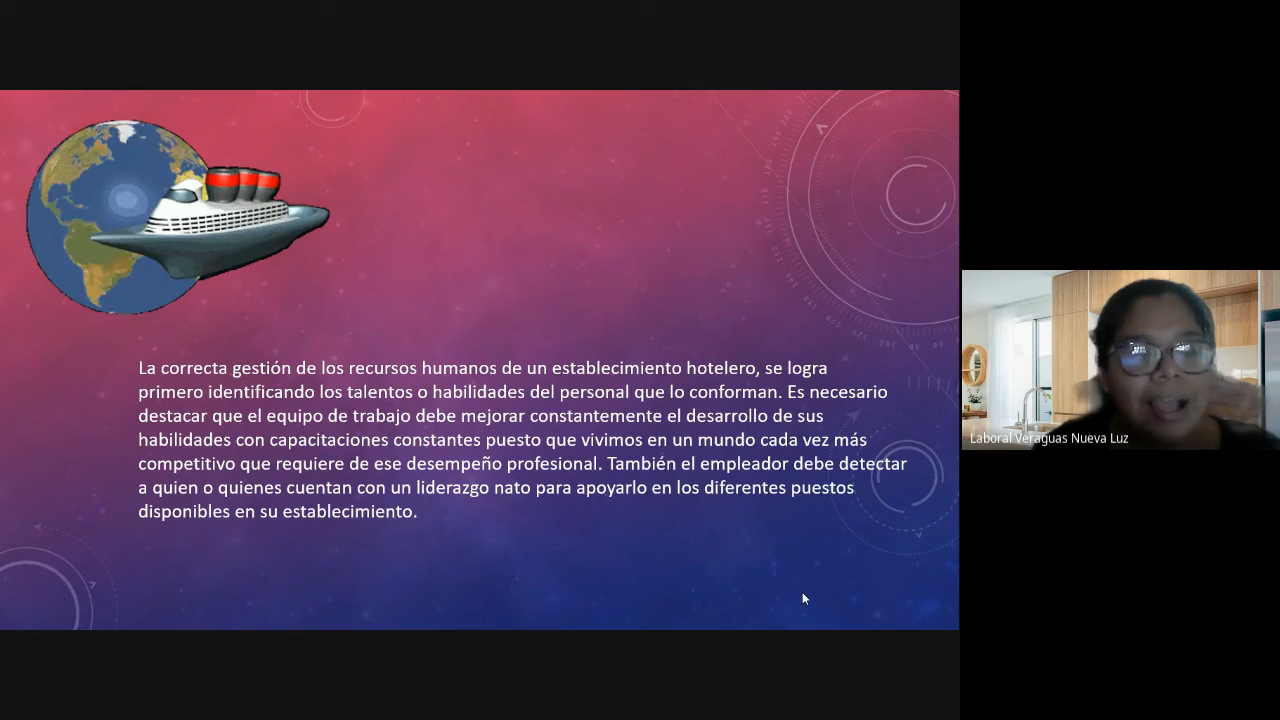 La correcta gestión de los recursos humanos de un establecimiento hotelero, se logra
primero identificando los talentos o habilidades del personal que lo conforman. Es necesario
destacar que el equipo de trabajo debe mejorar constantemente el desarrollo de sus
habilidades con capacitaciones constantes puesto que vivimos en un mundo cada vez más
competitivo que requiere de ese desempeño profesional. También el empleador debe detectar
a quien o quienes cuentan con un liderazgo nato para apoyarlo en los diferentes puestos
disponibles en su establecimiento.
Laboral Veraguas Nueva Luz